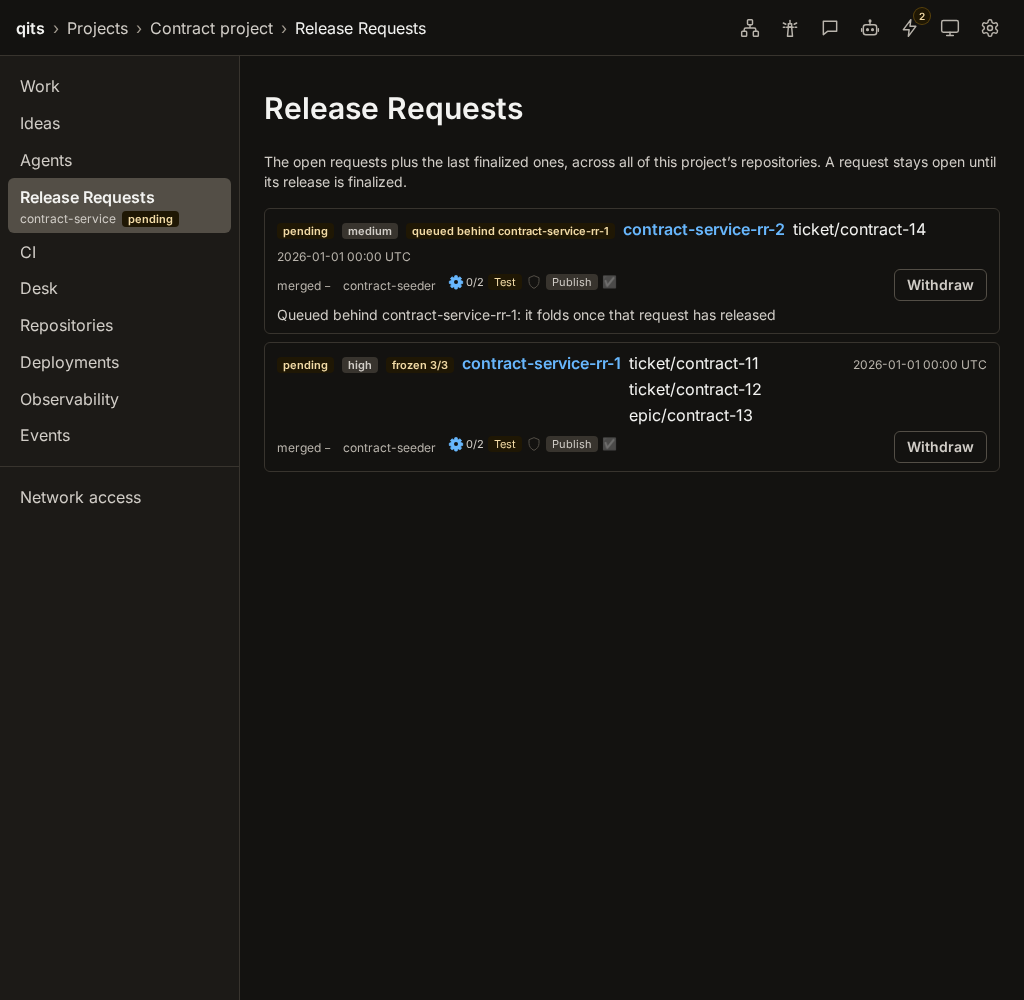 qits › Projects › Contract project › Release Requests
2
Work
Ideas
Agents
Release Requests
contract-service pending
CI
Desk
Repositories
Deployments
Observability
Events
Network access
Release Requests
The open requests plus the last finalized ones, across all of this project's repositories. A request stays open until
its release is finalized.
pending medium queued behind contract-service-rr-1 contract-service-rr-2 ticket/contract-14
2026-01-01 00:00 UTC
merged – contract-seeder 0/2 Test Publish Withdraw
Queued behind contract-service-rr-1: it folds once that request has released
pending high frozen 3/3 contract-service-rr-1 ticket/contract-11 2026-01-01 00:00 UTC
ticket/contract-12
epic/contract-13
merged – contract-seeder 0/2 Test Publish Withdraw